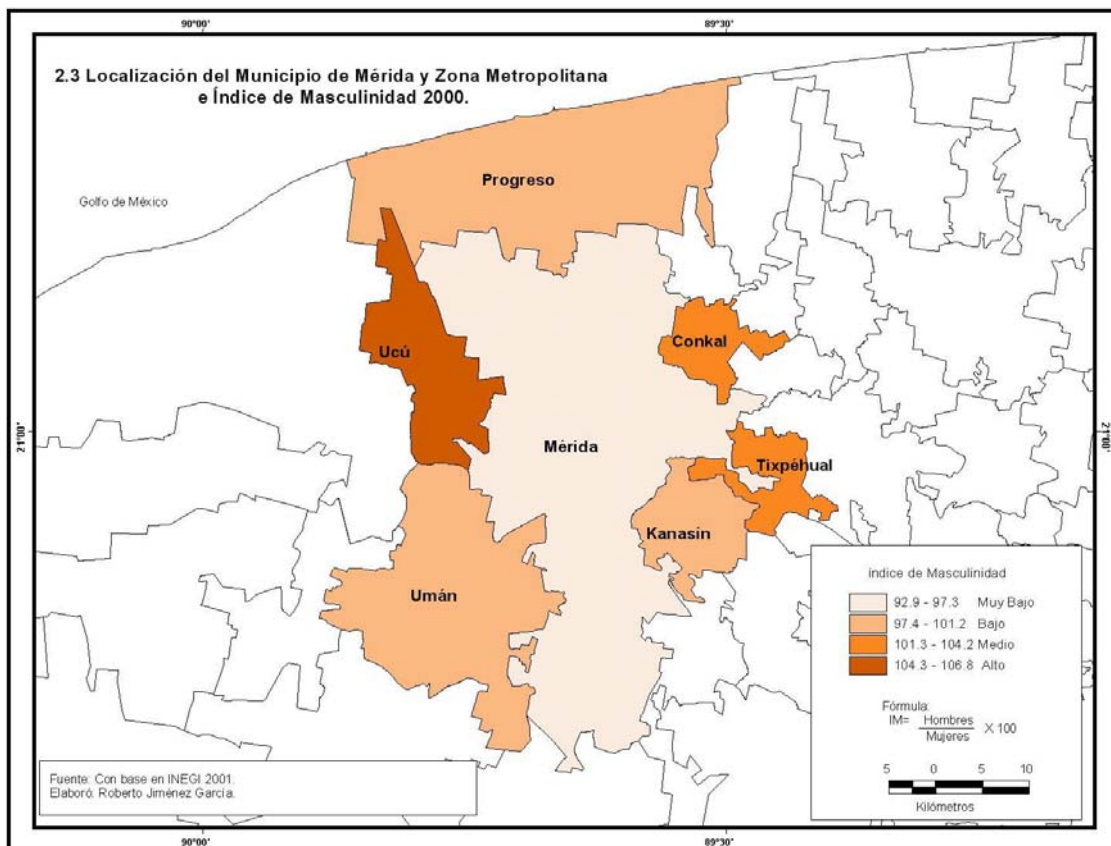 90°00'
89°30'
2.3 Localización del Municipio de Mérida y Zona Metropolitana
e Índice de Masculinidad 2000.
Progreso
Golfo de México
Conkal
Ucú
21°00'
21°00'
Mérida
Tixpéhual
Kanasín
Umán
índice de Masculinidad
92.9 - 97.3 Muy Bajo
97.4 - 101.2 Bajo
101.3 - 104.2 Medio
104.3 - 106.8 Alto
Fórmula:
IM= Hombres X 100
Mujeres
5 0 5 10
Kilómetros
Fuente: Con base en INEGI 2001.
Elaboró: Roberto Jiménez García.
90°00'
89°30'